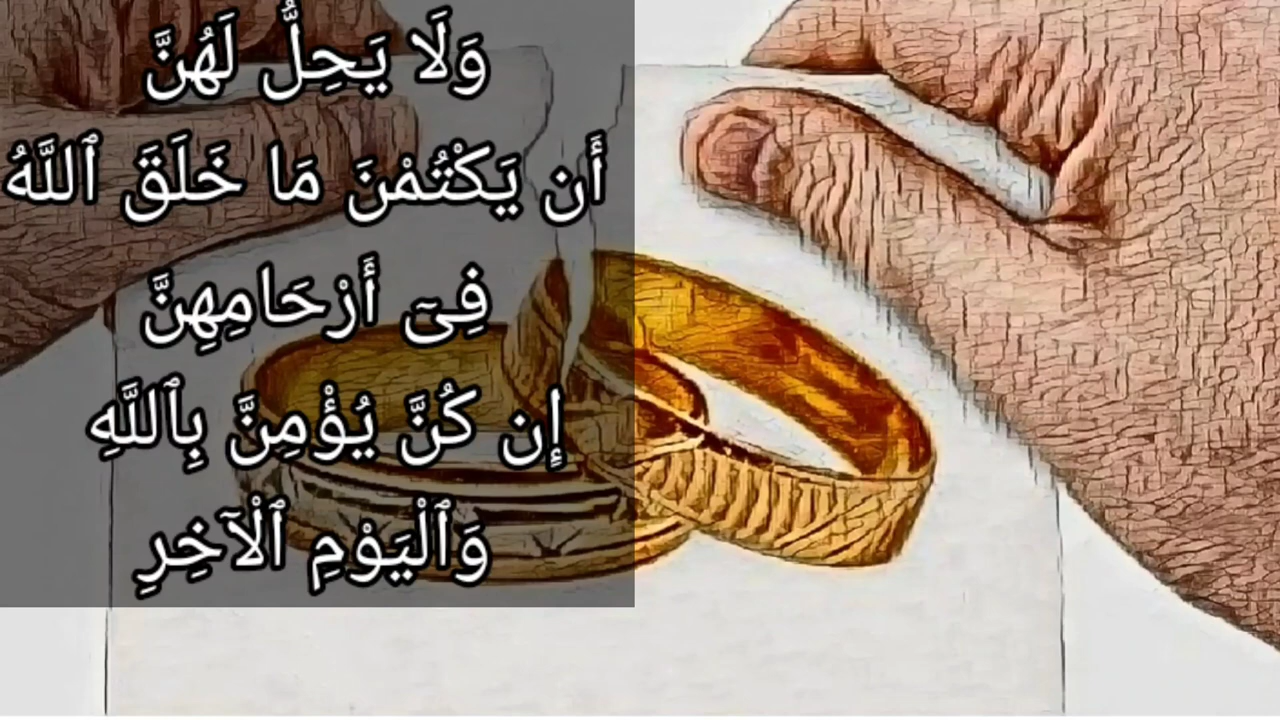 وَلَا يَحِلُّ لَهُنَّ
أَن يَكْتُمْنَ مَا خَلَقَ ٱللَّهُ
فِىٓ أَرْحَامِهِنَّ
إِن كُنَّ يُؤْمِنَّ بِٱللَّهِ
وَٱلْيَوْمِ ٱلْآخِرِ